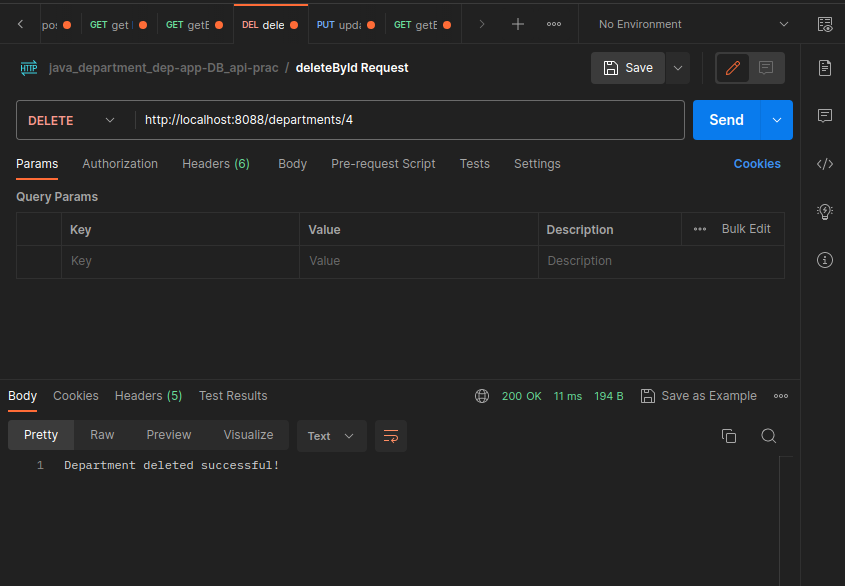 pos GET get GET getE DEL dele PUT upda GET getE No Environment
HTTP java_department_dep-app-DB_api-prac / deleteById Request Save
DELETE http://localhost:8088/departments/4 Send
Params Authorization Headers (6) Body Pre-request Script Tests Settings Cookies
Query Params
Key Value Description Bulk Edit
Key Value Description
Body Cookies Headers (5) Test Results 200 OK 11 ms 194 B Save as Example
Pretty Raw Preview Visualize Text
1 Department deleted successful!